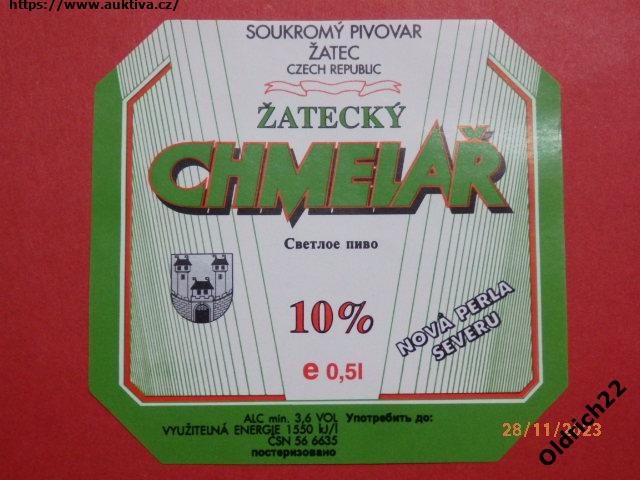 https://www.auktiva.cz/
SOUKROMÝ PIVOVAR
ŽATEC
CZECH REPUBLIC
ŽATECKÝ
CHMELAŘ
Светлое пиво
10%
NOVÁ PERLA
SEVERU
e 0,5l
ALC min. 3,6 VOL Употребить до:
VYUŽITELNÁ ENERGIE 1550 kJ/l
ČSN 56 6635
постеризовано
28/11/2023
Oldrich22